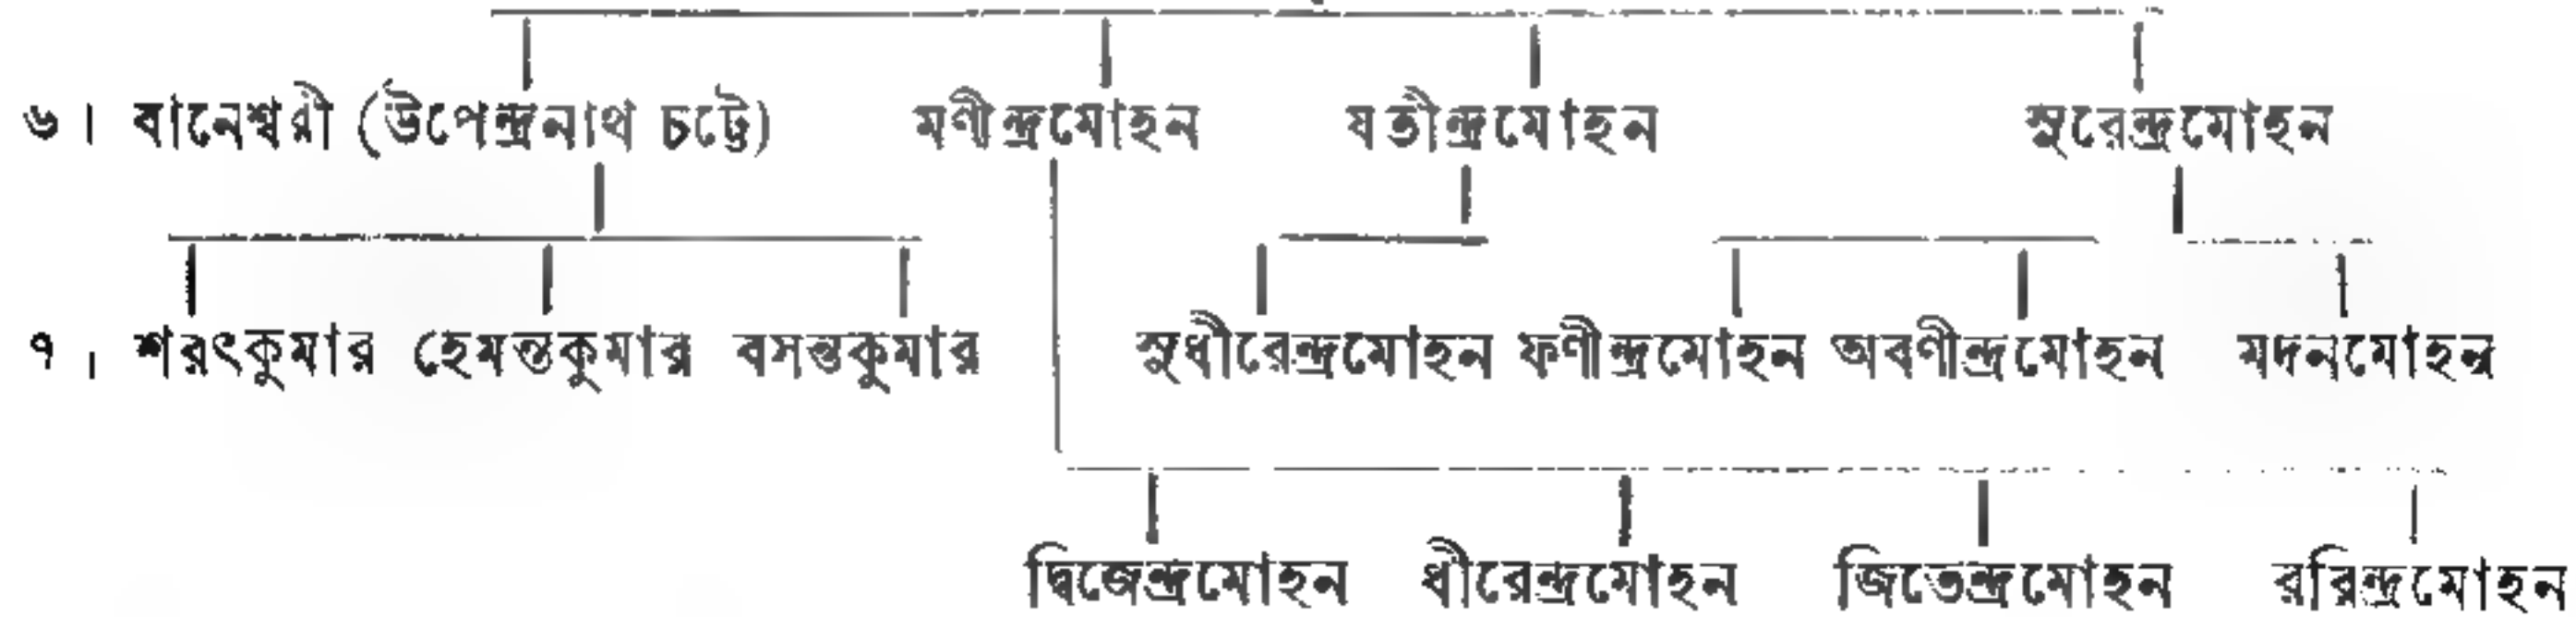 ৬। বানেশ্বরী (উপেন্দ্রনাথ চট্টে) মণীন্দ্রমোহন যতীন্দ্রমোহন সুরেন্দ্রমোহন
৭। শরৎকুমার হেমন্তকুমার বসন্তকুমার সুধীরেন্দ্রমোহন ফণীন্দ্রমোহন অবণীন্দ্রমোহন মদনমোহন
দ্বিজেন্দ্রমোহন ধীরেন্দ্রমোহন জিতেন্দ্রমোহন রবিন্দ্রমোহন